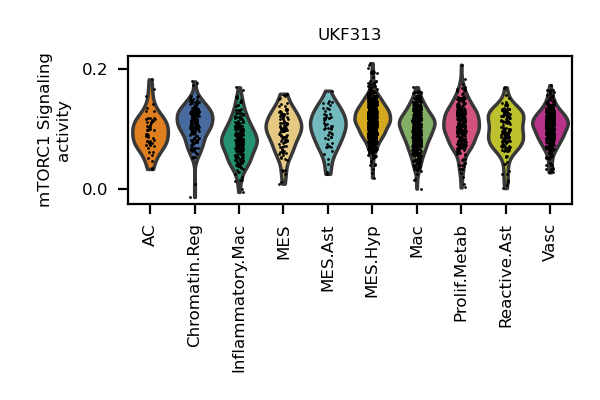 UKF313
mTORC1 Signaling
activity
0.2
0.0
AC
Chromatin.Reg
Inflammatory.Mac
MES
MES.Ast
MES.Hyp
Mac
Prolif.Metab
Reactive.Ast
Vasc